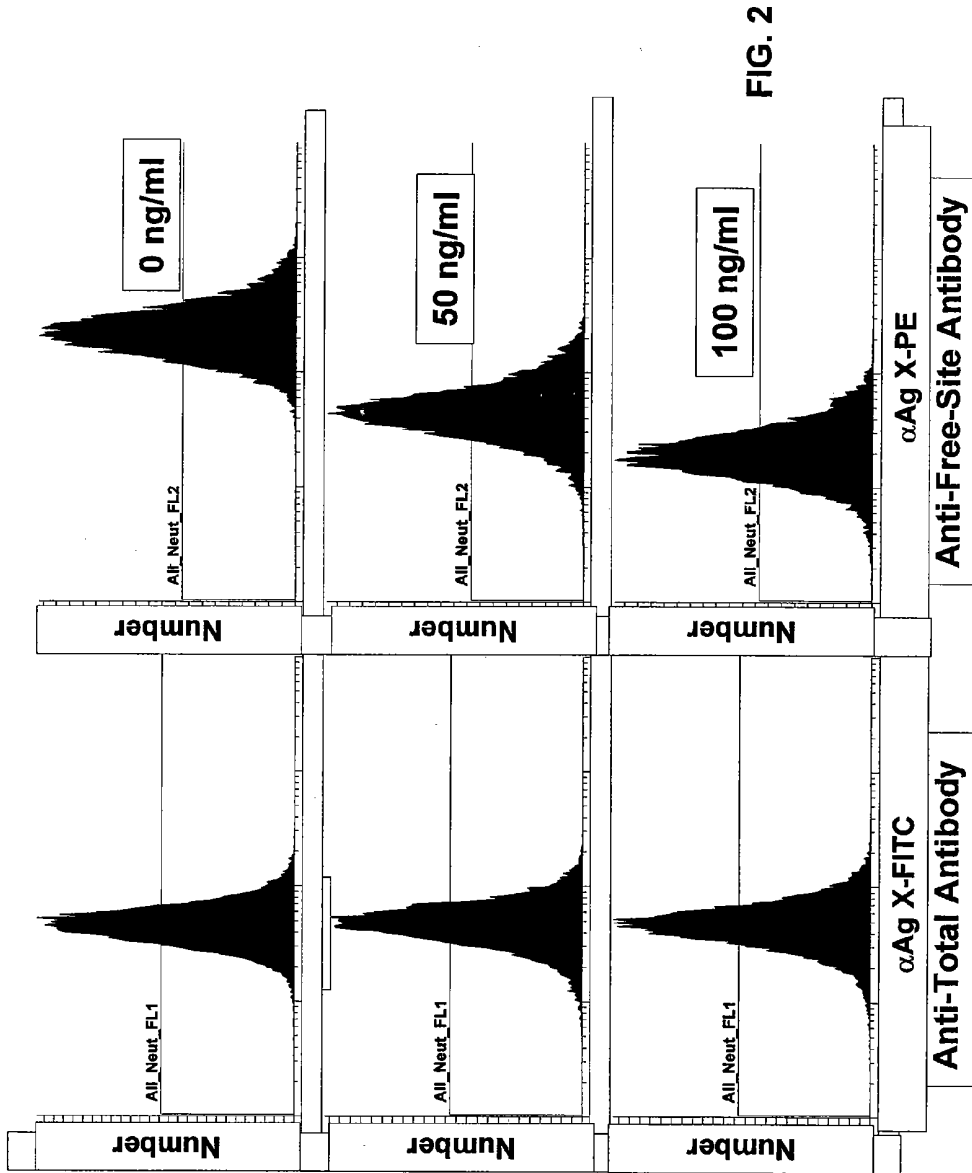 Number
All_Neut_FL1
Number
All_Neut_FL2
0 ng/ml
Number
All_Neut_FL1
Number
All_Neut_FL2
50 ng/ml
Number
All_Neut_FL1
Number
All_Neut_FL2
100 ng/ml
αAg X-FITC
αAg X-PE
Anti-Total Antibody
Anti-Free-Site Antibody
FIG. 2